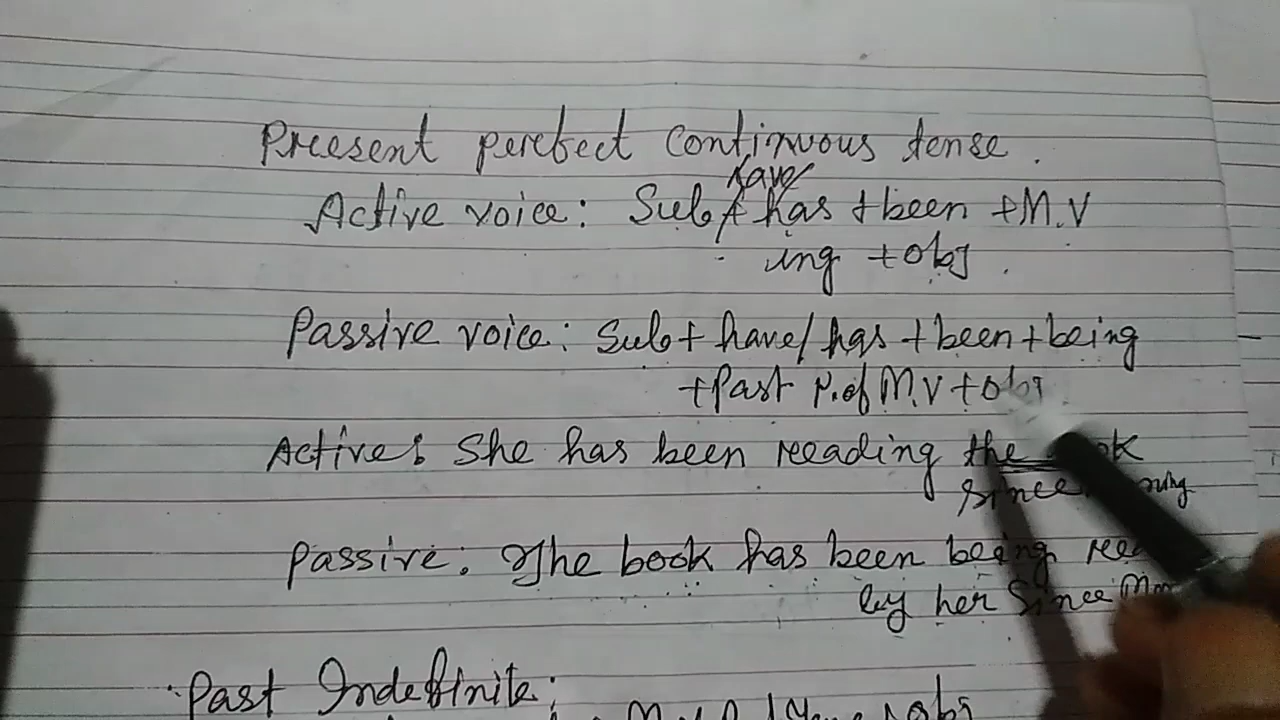 Present perfect continuous tense.
have/
Active voice: Sub + has + been + M.V
ing + obj.
Passive voice: Sub + have/has + been + being
+ Past P. of M.V + obj.
Active: She has been reading the
since
Passive: The book has been being
by her since
Past Indefinite: